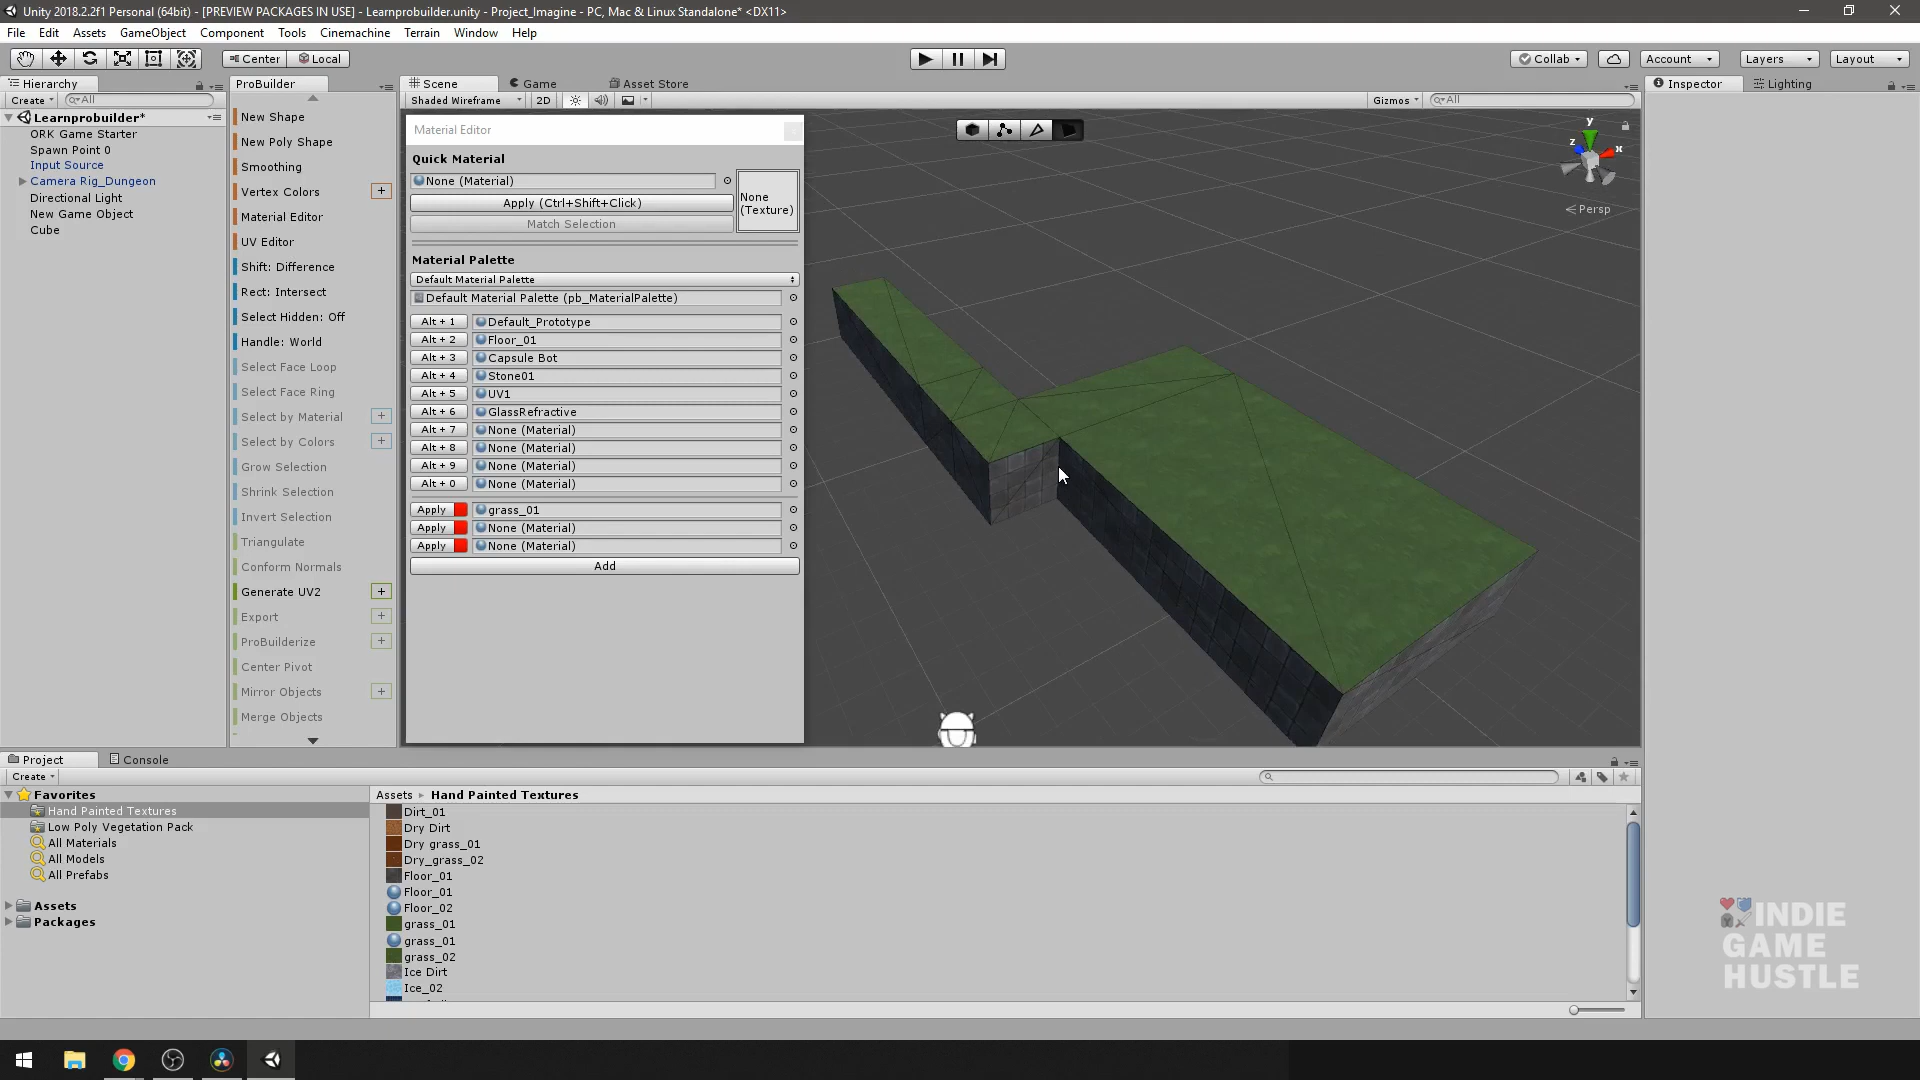 Unity 2018.2.2f1 Personal (64bit) - [PREVIEW PACKAGES IN USE] - Learnprobuilder.unity - Project_Imagine - PC, Mac & Linux Standalone* <DX11>
File Edit Assets GameObject Component Tools Cinemachine Terrain Window Help
Center Local Collab Account Layers Layout
Hierarchy ProBuilder Scene Game Asset Store Inspector Lighting
Create All Shaded Wireframe 2D Gizmos All
Learnprobuilder*
ORK Game Starter
Spawn Point 0
Input Source
Camera Rig_Dungeon
Directional Light
New Game Object
Cube
New Shape
New Poly Shape
Smoothing
Vertex Colors +
Material Editor
UV Editor
Shift: Difference
Rect: Intersect
Select Hidden: Off
Handle: World
Select Face Loop
Select Face Ring
Select by Material +
Select by Colors +
Grow Selection
Shrink Selection
Invert Selection
Triangulate
Conform Normals
Generate UV2 +
Export +
ProBuilderize +
Center Pivot
Mirror Objects +
Merge Objects
Material Editor
Quick Material
None (Material)
Apply (Ctrl+Shift+Click)
Match Selection
None
(Texture)
Material Palette
Default Material Palette
Default Material Palette (pb_MaterialPalette)
Alt + 1 Default_Prototype
Alt + 2 Floor_01
Alt + 3 Capsule Bot
Alt + 4 Stone01
Alt + 5 UV1
Alt + 6 GlassRefractive
Alt + 7 None (Material)
Alt + 8 None (Material)
Alt + 9 None (Material)
Alt + 0 None (Material)
Apply grass_01
Apply None (Material)
Apply None (Material)
Add
y
z x
< Persp
Project Console
Create
Favorites
Hand Painted Textures
Low Poly Vegetation Pack
All Materials
All Models
All Prefabs
Assets
Packages
Assets Hand Painted Textures
Dirt_01
Dry Dirt
Dry grass_01
Dry_grass_02
Floor_01
Floor_01
Floor_02
grass_01
grass_01
grass_02
Ice Dirt
Ice_02
INDIE
GAME
HUSTLE